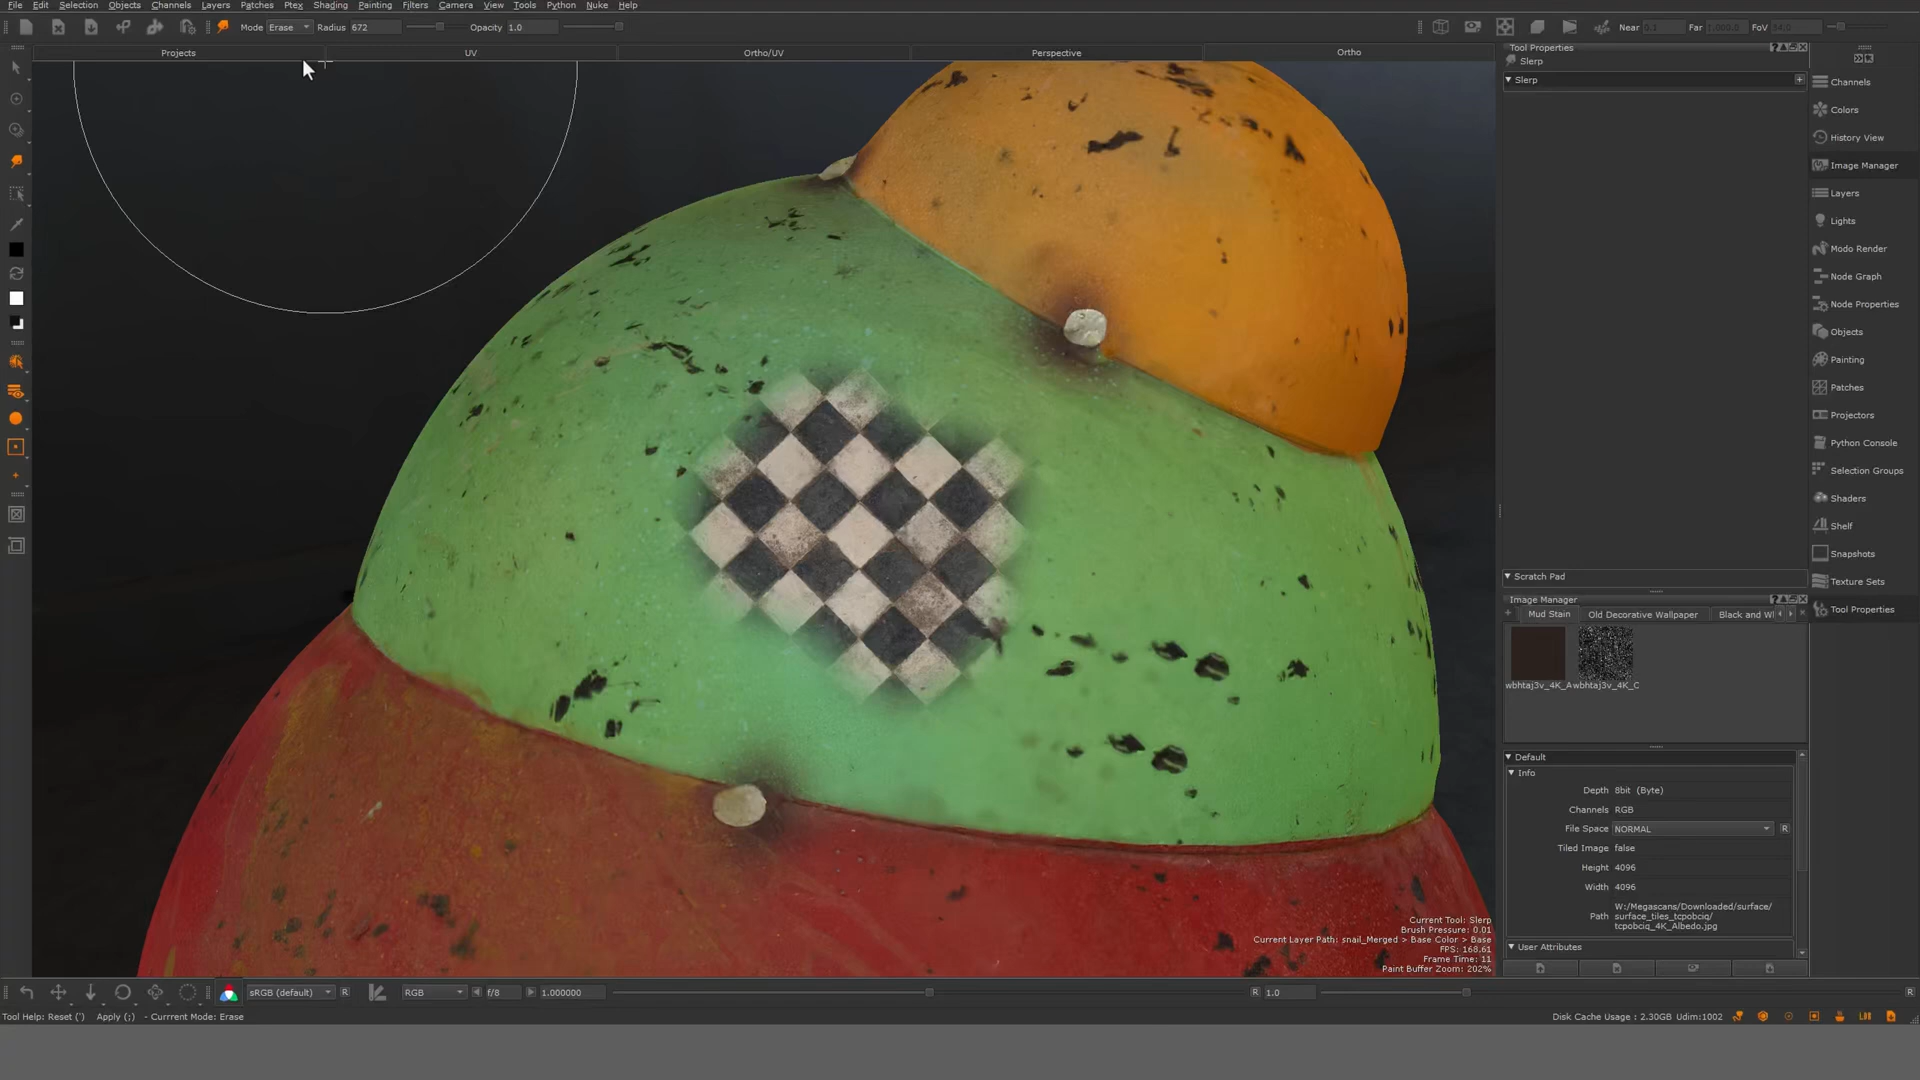 File Edit Selection Objects Channels Layers Patches Ptex Shading Painting Filters Camera View Tools Python Nuke Help
Mode Erase Radius 672 Opacity 1.0 Near 0.1 Far 1,000.0 FoV
Projects UV Ortho/UV Perspective Ortho
Tool Properties
Slerp
Slerp
Channels
Colors
History View
Image Manager
Layers
Lights
Modo Render
Node Graph
Node Properties
Objects
Painting
Patches
Projectors
Python Console
Selection Groups
Shaders
Shelf
Snapshots
Texture Sets
Tool Properties
Scratch Pad
Image Manager
Mud Stain Old Decorative Wallpaper Black and Wl
wbhtaj3v_4K_Awbhtaj3v_4K_C
Default
Info
Depth 8bit (Byte)
Channels RGB
File Space NORMAL R
Tiled Image false
Height 4096
Width 4096
Path W:/Megascans/Downloaded/surface/
surface_tiles_tcpobciq/
tcpobciq_4K_Albedo.jpg
User Attributes
Current Tool: Slerp
Brush Pressure: 0.01
Current Layer Path: snail_Merged > Base Color > Base
FPS: 168.61
Frame Time: 11
Paint Buffer Zoom: 202%
sRGB (default) R RGB f/8 1.000000 R 1.0 R
Tool Help: Reset (') Apply (;) - Currrent Mode: Erase
Disk Cache Usage : 2.30GB Udim:1002